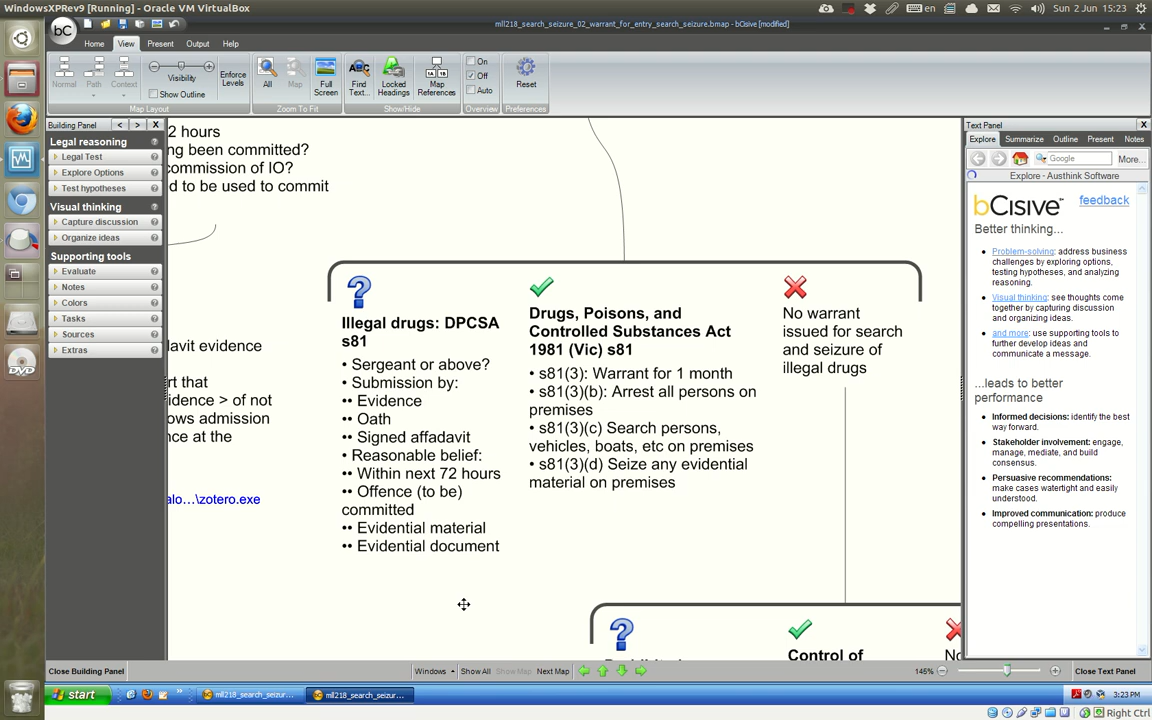 WindowsXPRev9 [Running] - Oracle VM VirtualBox
en
Sun 2 Jun 15:23
bC
mll218_search_seizure_02_warrant_for_entry_search_seizure.bmap - bCisive [modified]
Home View Present Output Help
Normal Path Context
Visibility
Show Outline
Enforce
Levels
Map Layout
All Map Full
Screen
Zoom To Fit
Find
Text...
Locked
Headings
Map
References
Show/Hide
On
Off
Auto
Overview
Reset
Preferences
Building Panel < > X
Legal reasoning
Legal Test
Explore Options
Test hypotheses
Visual thinking
Capture discussion
Organize ideas
Supporting tools
Evaluate
Notes
Colors
Tasks
Sources
Extras
Close Building Panel
2 hours
ng been committed?
commission of IO?
d to be used to commit
davit evidence
rt that
idence > of not
ows admission
nce at the
alo...\zotero.exe
Illegal drugs: DPCSA
s81
• Sergeant or above?
• Submission by:
•• Evidence
•• Oath
•• Signed affadavit
• Reasonable belief:
•• Within next 72 hours
•• Offence (to be)
committed
•• Evidential material
•• Evidential document
Drugs, Poisons, and
Controlled Substances Act
1981 (Vic) s81
• s81(3): Warrant for 1 month
• s81(3)(b): Arrest all persons on
premises
• s81(3)(c) Search persons,
vehicles, boats, etc on premises
• s81(3)(d) Seize any evidential
material on premises
No warrant
issued for search
and seizure of
illegal drugs
Control of
No
Windows Show All Show Map Next Map
145%
Close Text Panel
Text Panel X
Explore Summarize Outline Present Notes
Google
More...
Explore - Austhink Software
bCisive™
feedback
Better thinking...
• Problem-solving: address business
challenges by exploring options,
testing hypotheses, and analyzing
reasoning.
• Visual thinking: see thoughts come
together by capturing discussion
and organizing ideas.
• and more: use supporting tools to
further develop ideas and
communicate a message.
...leads to better
performance
• Informed decisions: identify the best
way forward.
• Stakeholder involvement: engage,
manage, mediate, and build
consensus.
• Persuasive recommendations:
make cases watertight and easily
understood.
• Improved communication: produce
compelling presentations.
start
mll218_search_seizur...
mll218_search_seizur...
3:23 PM
Right Ctrl